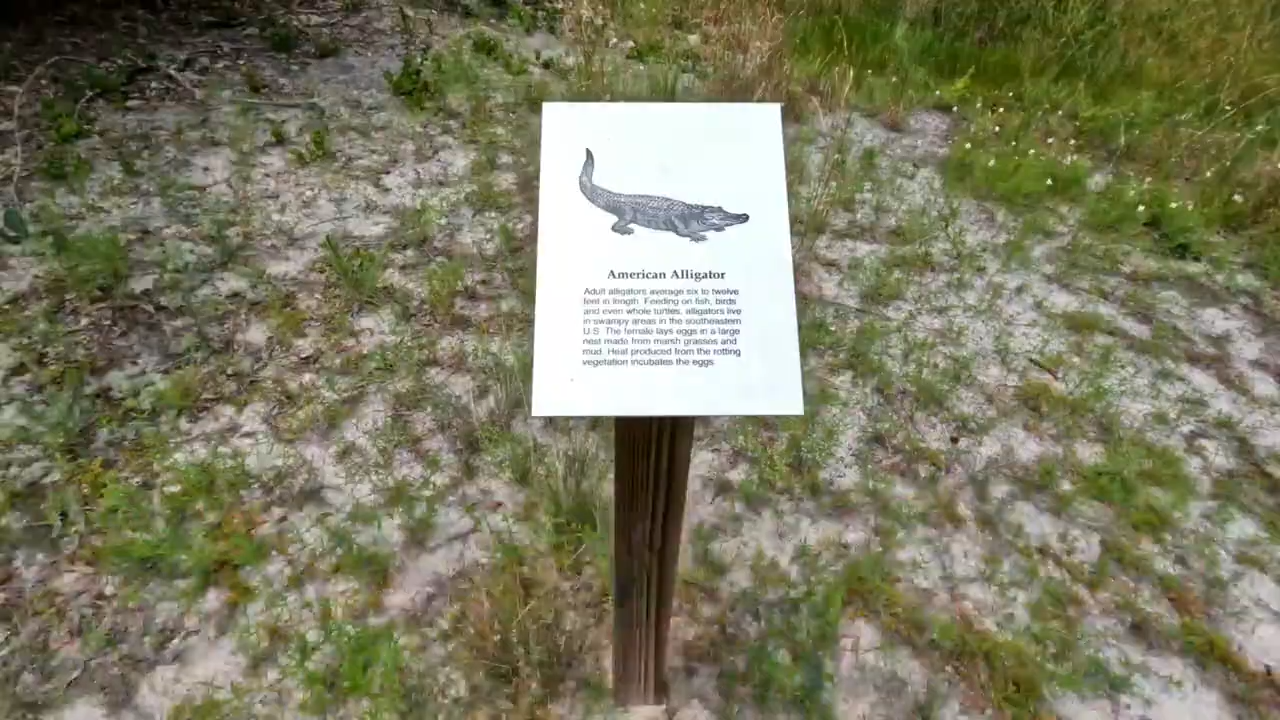 American Alligator
Adult alligators average six to twelve
feet in length. Feeding on fish, birds
and even whole turtles, alligators live
in swampy areas in the southeastern
U.S. The female lays eggs in a large
nest made from marsh grasses and
mud. Heat produced from the rotting
vegetation incubates the eggs.